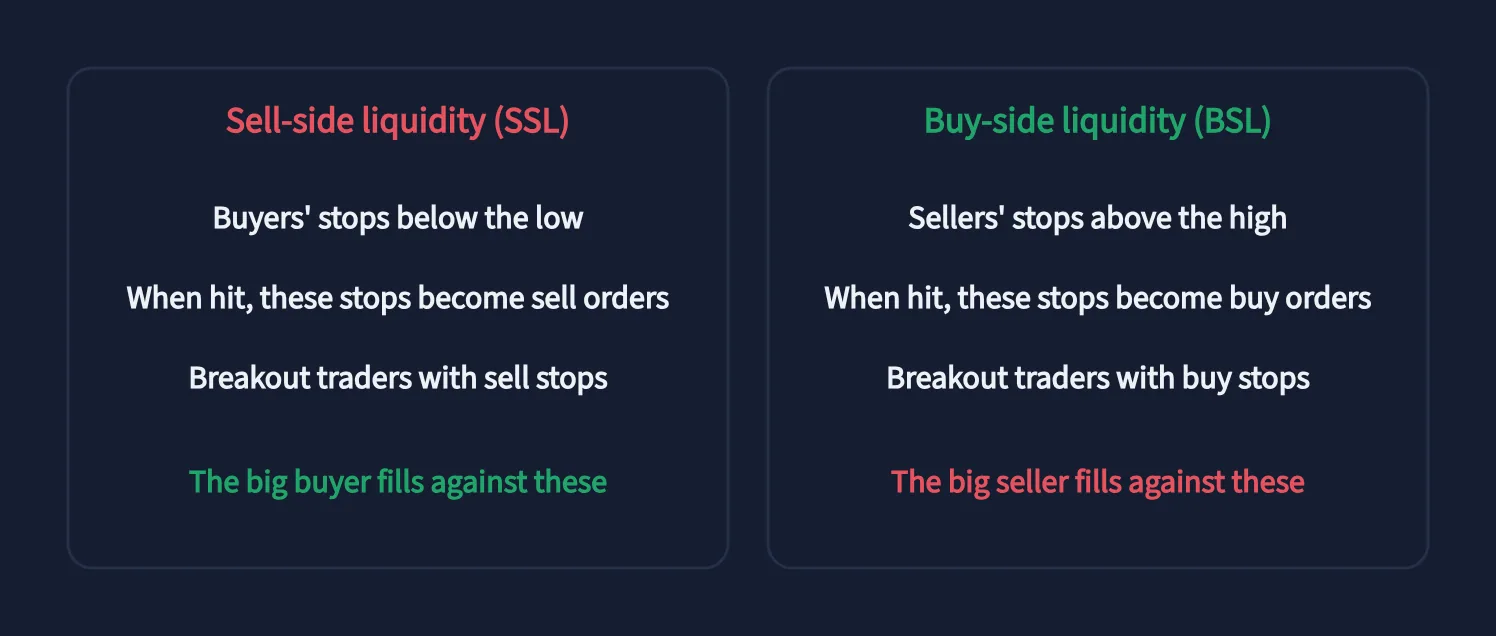 Sell-side liquidity (SSL)
Buyers' stops below the low
When hit, these stops become sell orders
Breakout traders with sell stops
The big buyer fills against these
Buy-side liquidity (BSL)
Sellers' stops above the high
When hit, these stops become buy orders
Breakout traders with buy stops
The big seller fills against these